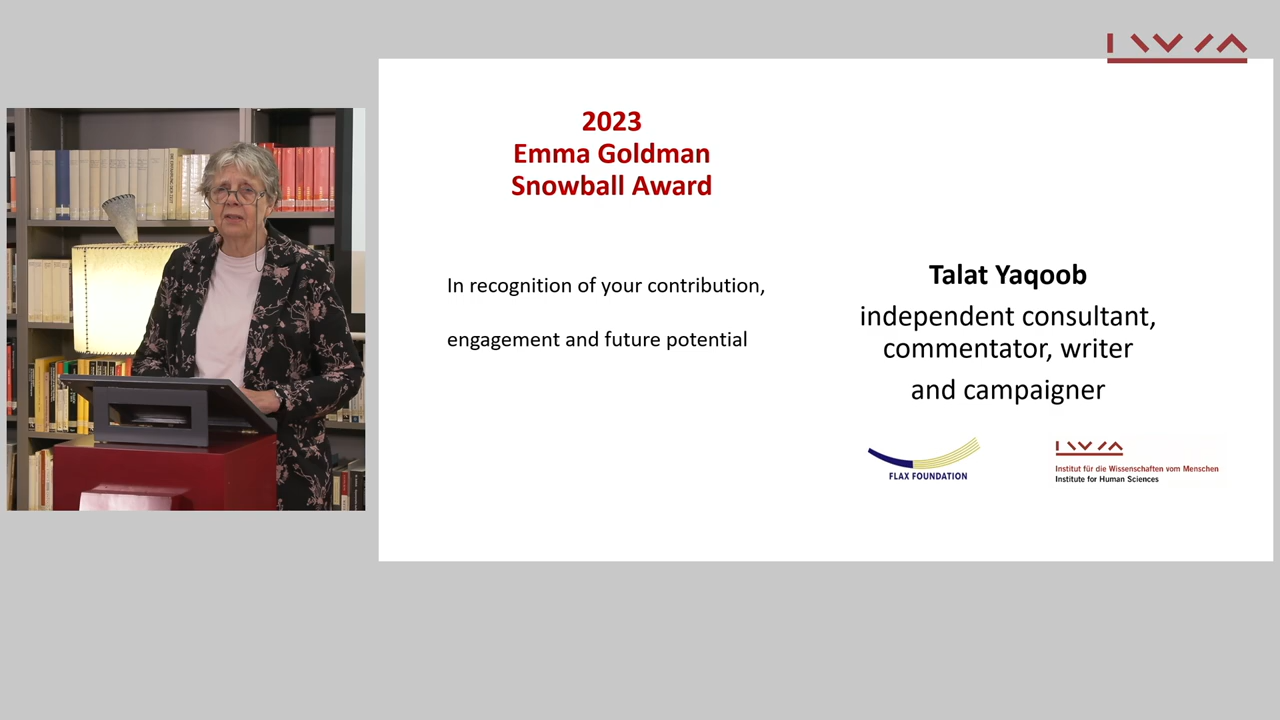 2023
Emma Goldman
Snowball Award
In recognition of your contribution,
engagement and future potential
Talat Yaqoob
independent consultant,
commentator, writer
and campaigner
FLAX FOUNDATION
Institut für die Wissenschaften vom Menschen
Institute for Human Sciences